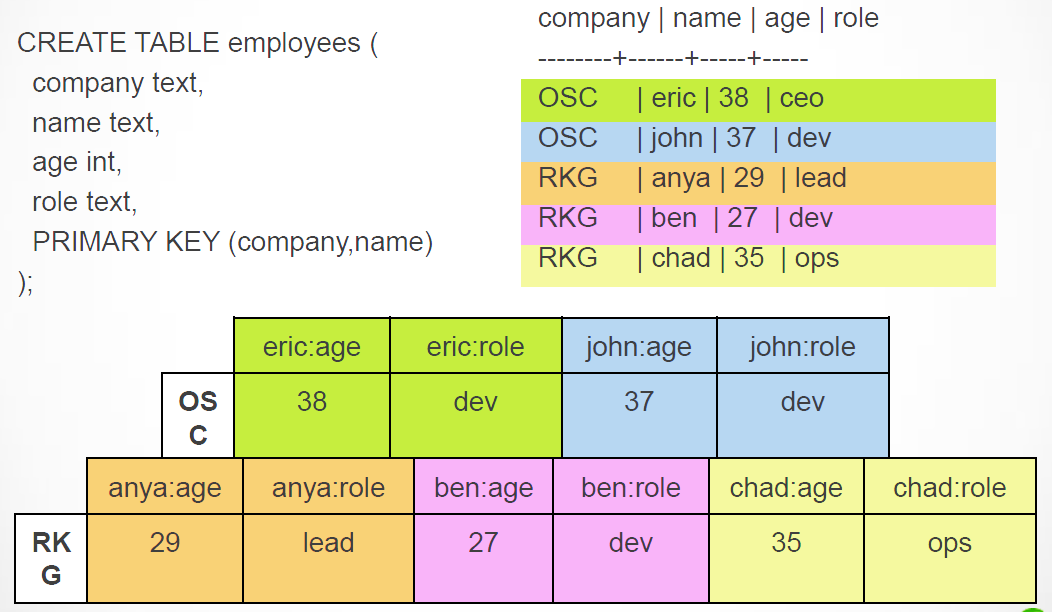 CREATE TABLE employees (
company text,
name text,
age int,
role text,
PRIMARY KEY (company,name)
);
company | name | age | role
--------+------+-----+-----
OSC | eric | 38 | ceo
OSC | john | 37 | dev
RKG | anya | 29 | lead
RKG | ben | 27 | dev
RKG | chad | 35 | ops
eric:age eric:role john:age john:role
OS
C
38 dev 37 dev
anya:age anya:role ben:age ben:role chad:age chad:role
RK
G
29 lead 27 dev 35 ops